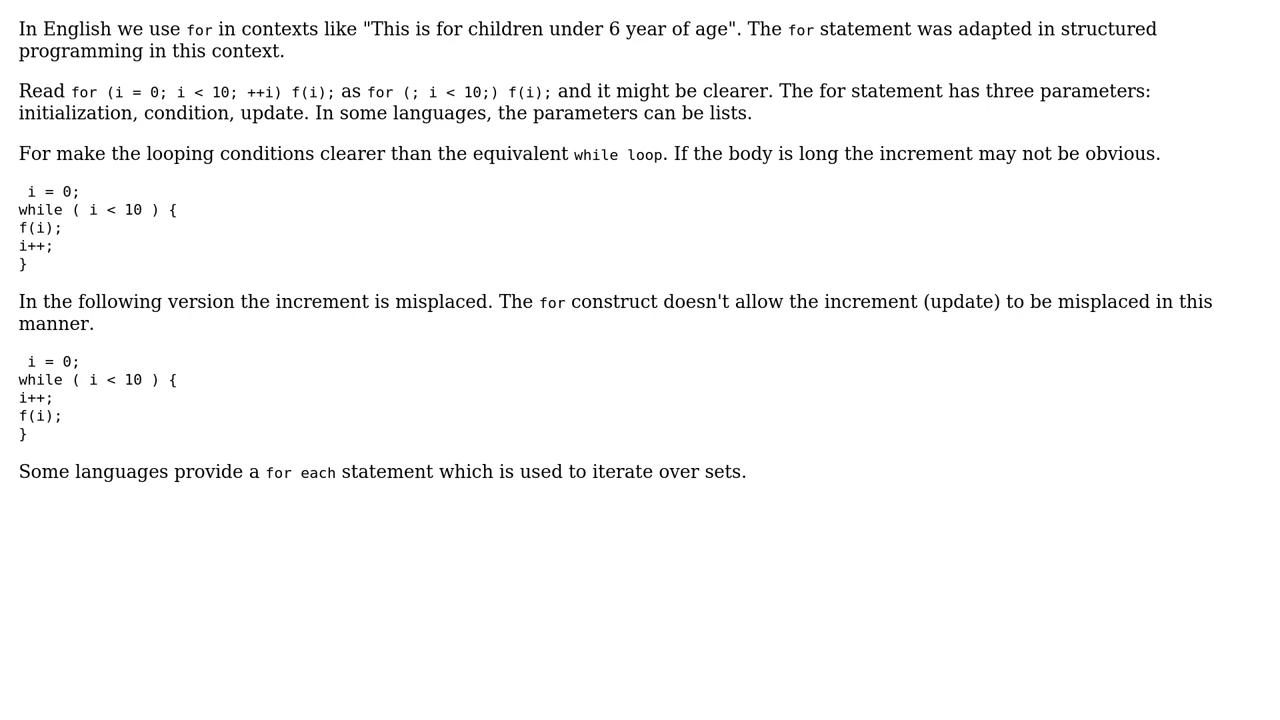 In English we use for in contexts like "This is for children under 6 year of age". The for statement was adapted in structured
programming in this context.
Read for (i = 0; i < 10; ++i) f(i); as for (; i < 10;) f(i); and it might be clearer. The for statement has three parameters:
initialization, condition, update. In some languages, the parameters can be lists.
For make the looping conditions clearer than the equivalent while loop. If the body is long the increment may not be obvious.
i = 0;
while ( i < 10 ) {
f(i);
i++;
}
In the following version the increment is misplaced. The for construct doesn't allow the increment (update) to be misplaced in this
manner.
i = 0;
while ( i < 10 ) {
i++;
f(i);
}
Some languages provide a for each statement which is used to iterate over sets.